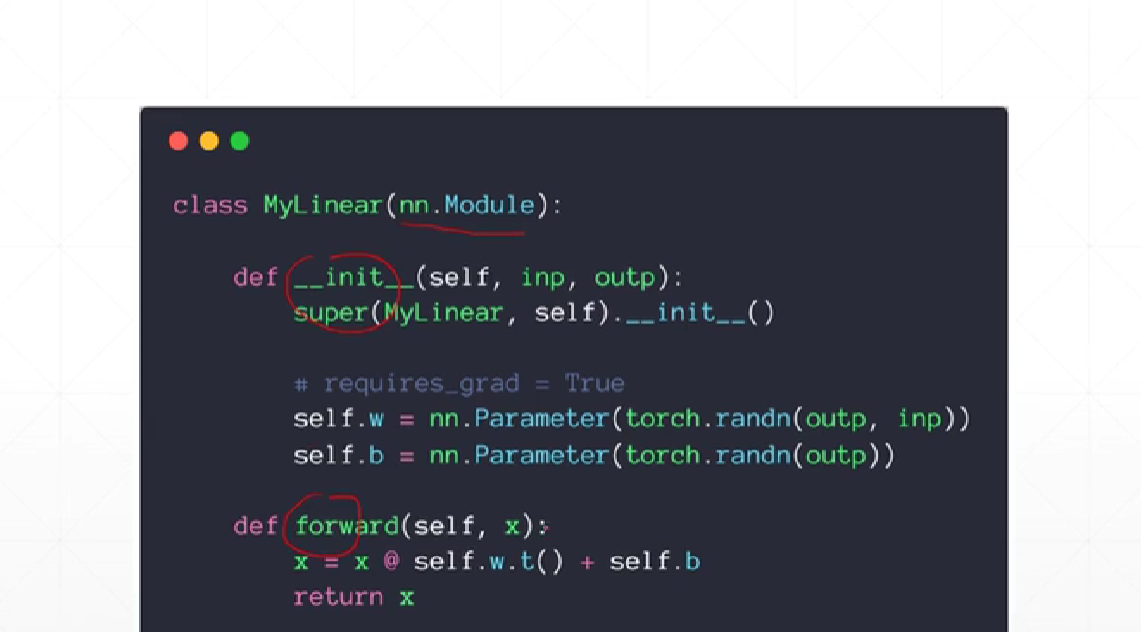 class MyLinear(nn.Module):
def __init__(self, inp, outp):
super(MyLinear, self).__init__()
# requires_grad = True
self.w = nn.Parameter(torch.randn(outp, inp))
self.b = nn.Parameter(torch.randn(outp))
def forward(self, x):
x = x @ self.w.t() + self.b
return x